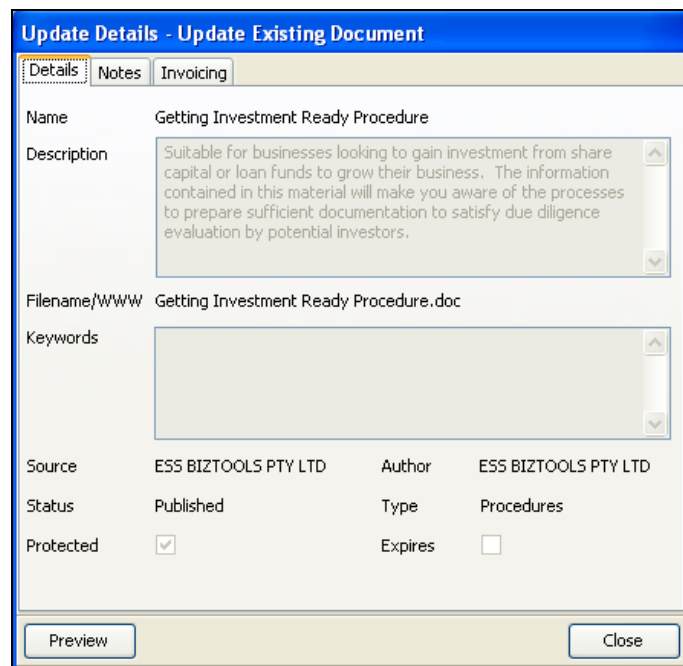 Update Details - Update Existing Document
Details Notes Invoicing
Name Getting Investment Ready Procedure
Description Suitable for businesses looking to gain investment from share
capital or loan funds to grow their business.  The information
contained in this material will make you aware of the processes
to prepare sufficient documentation to satisfy due diligence
evaluation by potential investors.
Filename/WWW Getting Investment Ready Procedure.doc
Keywords
Source ESS BIZTOOLS PTY LTD Author ESS BIZTOOLS PTY LTD
Status Published Type Procedures
Protected Expires
Preview Close